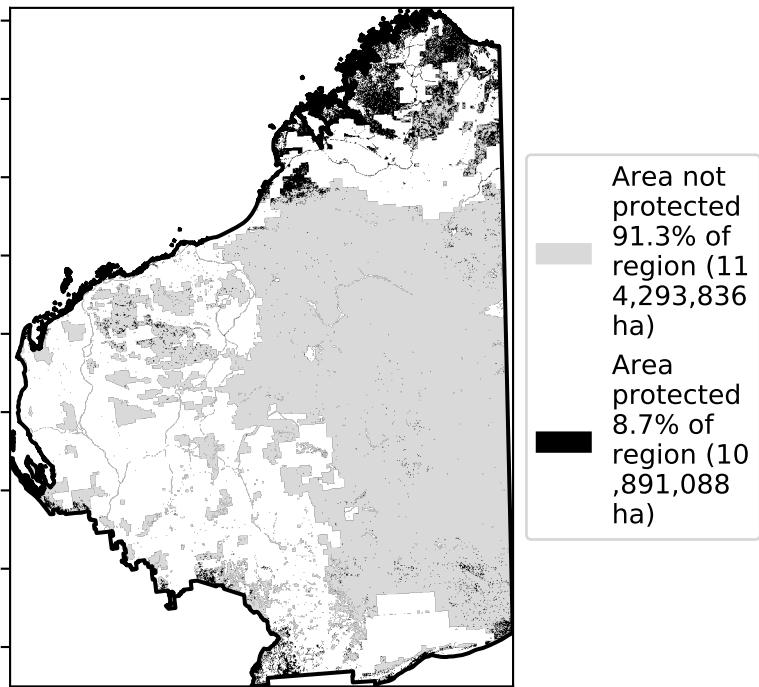 Area not
protected
91.3% of
region (11
4,293,836
ha)
Area
protected
8.7% of
region (10
,891,088
ha)